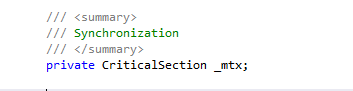 /// <summary>
/// Synchronization
/// </summary>
private CriticalSection _mtx;